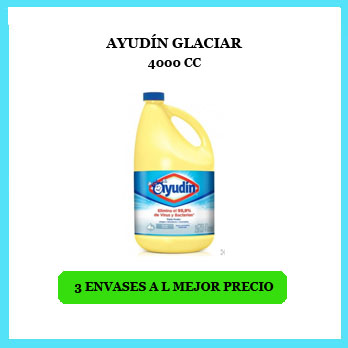 AYUDÍN GLACIAR
4000 CC
Ayudín
Elimina el 99,9%
de Virus y Bacterias*
3 ENVASES A L MEJOR PRECIO